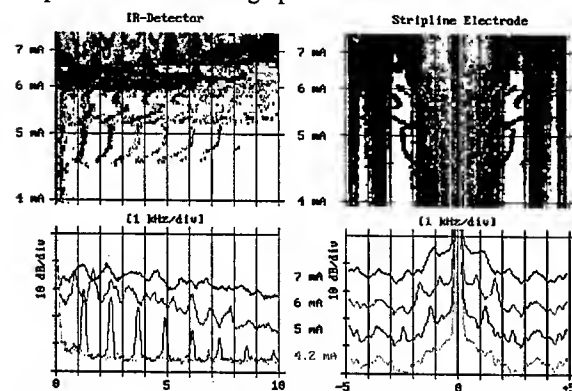 IR-Detector
Stripline Electrode
7 mA
6 mA
5 mA
4 mA
7 mA
6 mA
5 mA
4 mA
[1 kHz/div]
[1 kHz/div]
10 dB/div
10 dB/div
7 mA
6 mA
5 mA
4.2 mA
0
5
10
-5
0